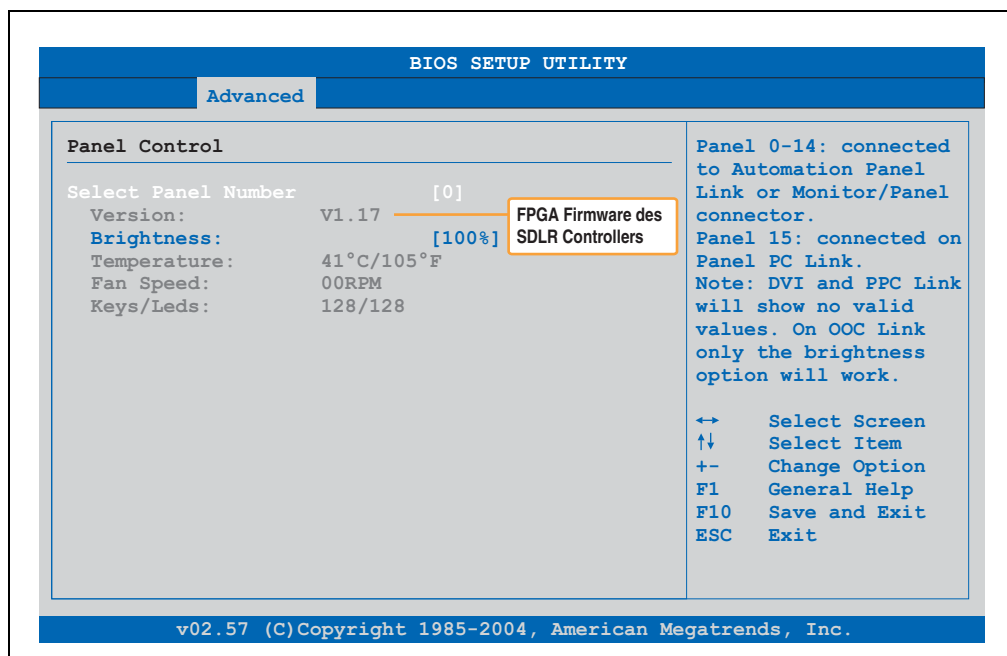 BIOS SETUP UTILITY
Advanced
Panel Control
Select Panel Number [0]
Version: V1.17
FPGA Firmware des
SDLR Controllers
Brightness: [100%]
Temperature: 41°C/105°F
Fan Speed: 00RPM
Keys/Leds: 128/128
Panel 0-14: connected
to Automation Panel
Link or Monitor/Panel
connector.
Panel 15: connected on
Panel PC Link.
Note: DVI and PPC Link
will show no valid
values. On OOC Link
only the brightness
option will work.
↔ Select Screen
↑↓ Select Item
+- Change Option
F1 General Help
F10 Save and Exit
ESC Exit
v02.57 (C)Copyright 1985-2004, American Megatrends, Inc.